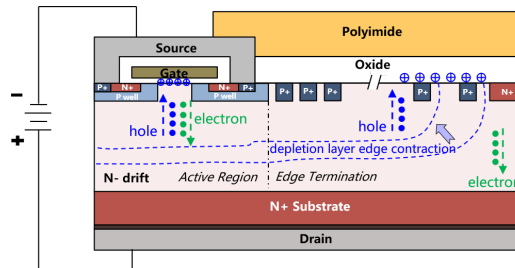 Polyimide
Source
Oxide
Gate
P+ N+ N+ P+ P+ P+ P+ P+ P+ N+
P well P well
electron
hole
hole
depletion layer edge contraction
N- drift Active Region Edge Termination
electron
N+ Substrate
Drain